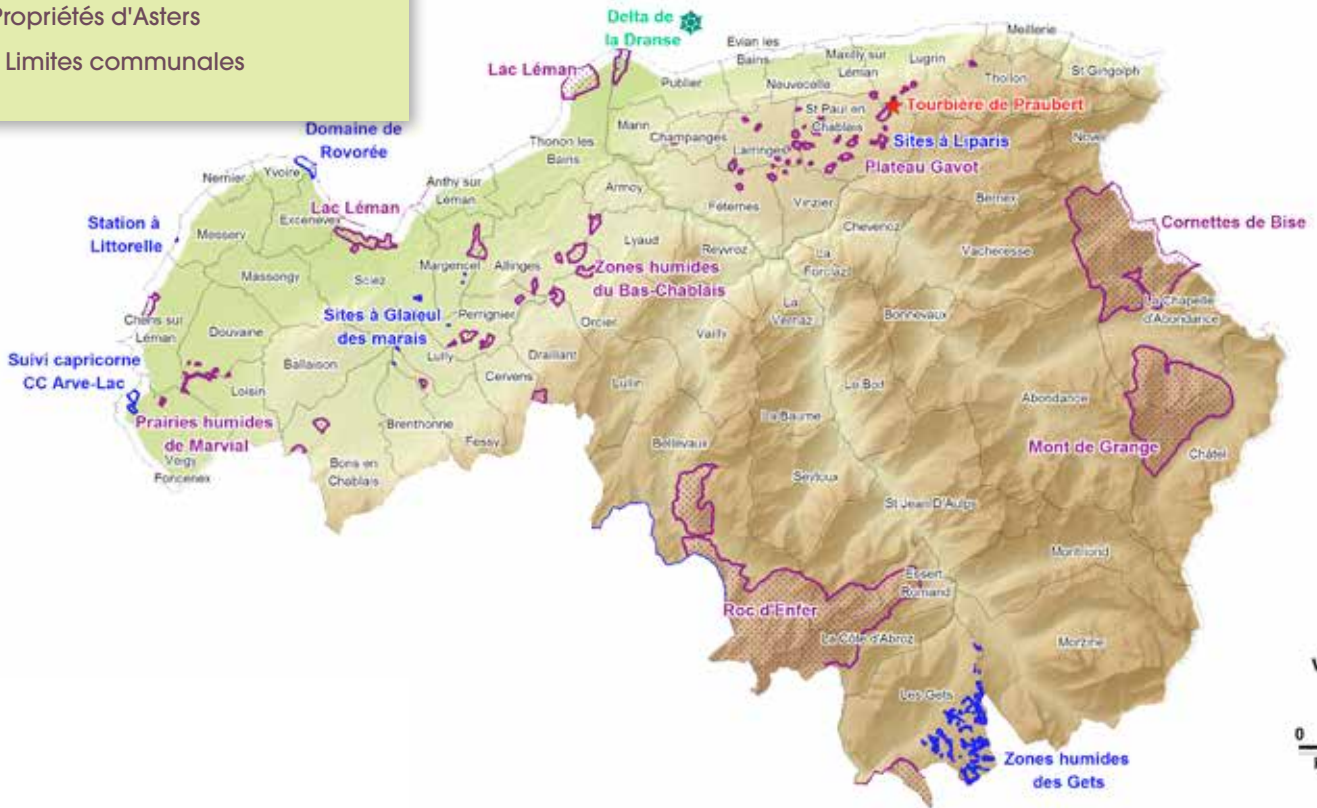 Propriétés d'Asters
Limites communales
Delta de
la Dranse
Meillerie
Evian les
Bains
Maxilly sur
Léman
Lugrin
St Gingolph
Lac Léman
Publier
Neuvecelle
Thollon
St Paul en
Chablais
Tourbière de Praubert
Domaine de
Rovorée
Marin
Champanges
Larringes
Sites à Liparis
Novel
Thonon les
Bains
Plateau Gavot
Nernier
Yvoire
Anthy sur
Léman
Armoy
Féternes
Vinzier
Bernex
Lac Léman
Excenevex
Station à
Littorelle
Messery
Cornettes de Bise
Chevenoz
Lyaud
Reyvroz
La
Forclaz
Vacheresse
Massongy
Sciez
Margencel
Allinges
Zones humides
du Bas-Chablais
La Chapelle
d'Abondance
Sites à Glaïeul
des marais
Perrignier
Orcier
La
Vernaz
Bonnevaux
Chens sur
Léman
Douvaine
Vailly
Suivi capricorne
CC Arve-Lac
Ballaison
Lully
Draillant
Cervens
Lullin
Le Biot
Loisin
Abondance
Prairies humides
de Marvial
Brenthonne
La Baume
Fessy
Bellevaux
Mont de Grange
Châtel
Veigy
Foncenex
Bons en
Chablais
Seytroux
St Jean D'Aulps
Montriond
Essert
Romand
Roc d'Enfer
La Côte d'Abroz
Morzine
Les Gets
0
Zones humides
des Gets